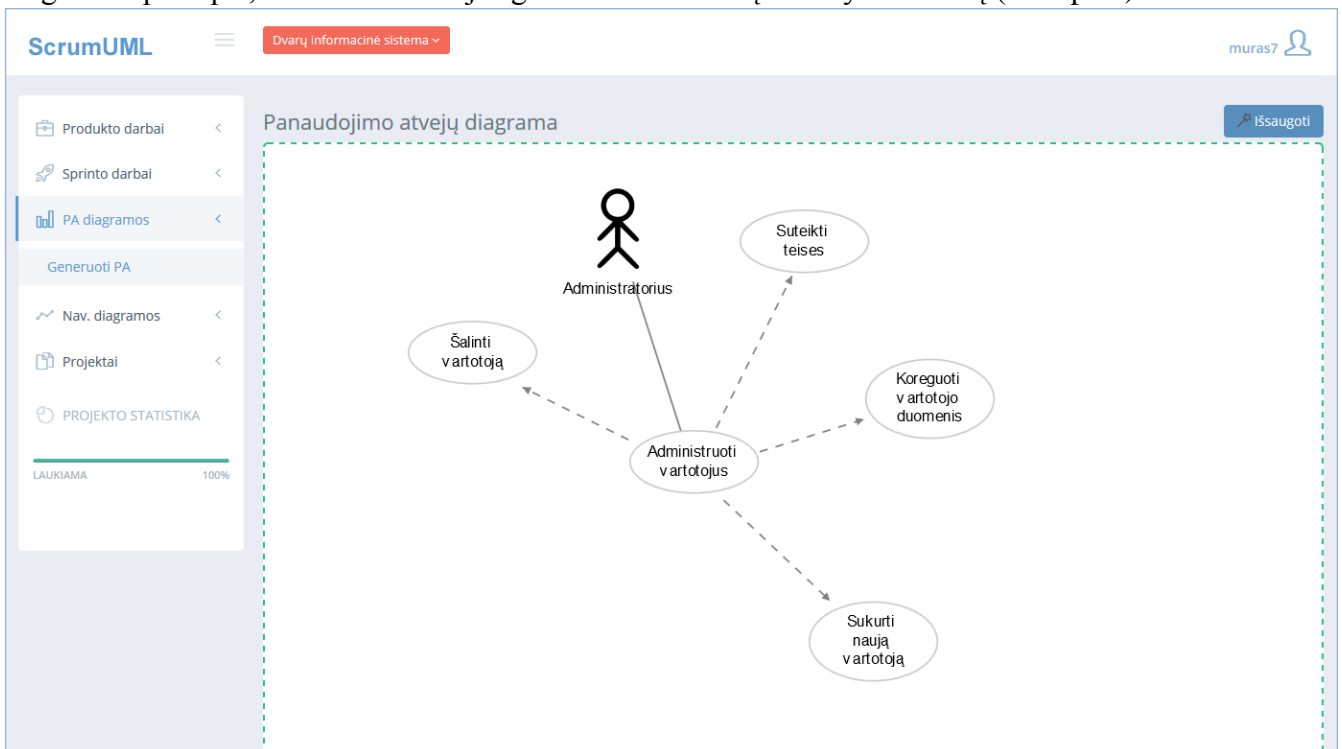 ScrumUML
Dvarų informacinė sistema
muras7
Produkto darbai
Sprinto darbai
PA diagramos
Generuoti PA
Nav. diagramos
Projektai
PROJEKTO STATISTIKA
LAUKIAMA 100%
Panaudojimo atvejų diagrama
Išsaugoti
Administratorius
Suteikti
teises
Šalinti
vartotoją
Koreguoti
vartotojo
duomenis
Administruoti
vartotojus
Sukurti
naują
vartotoją